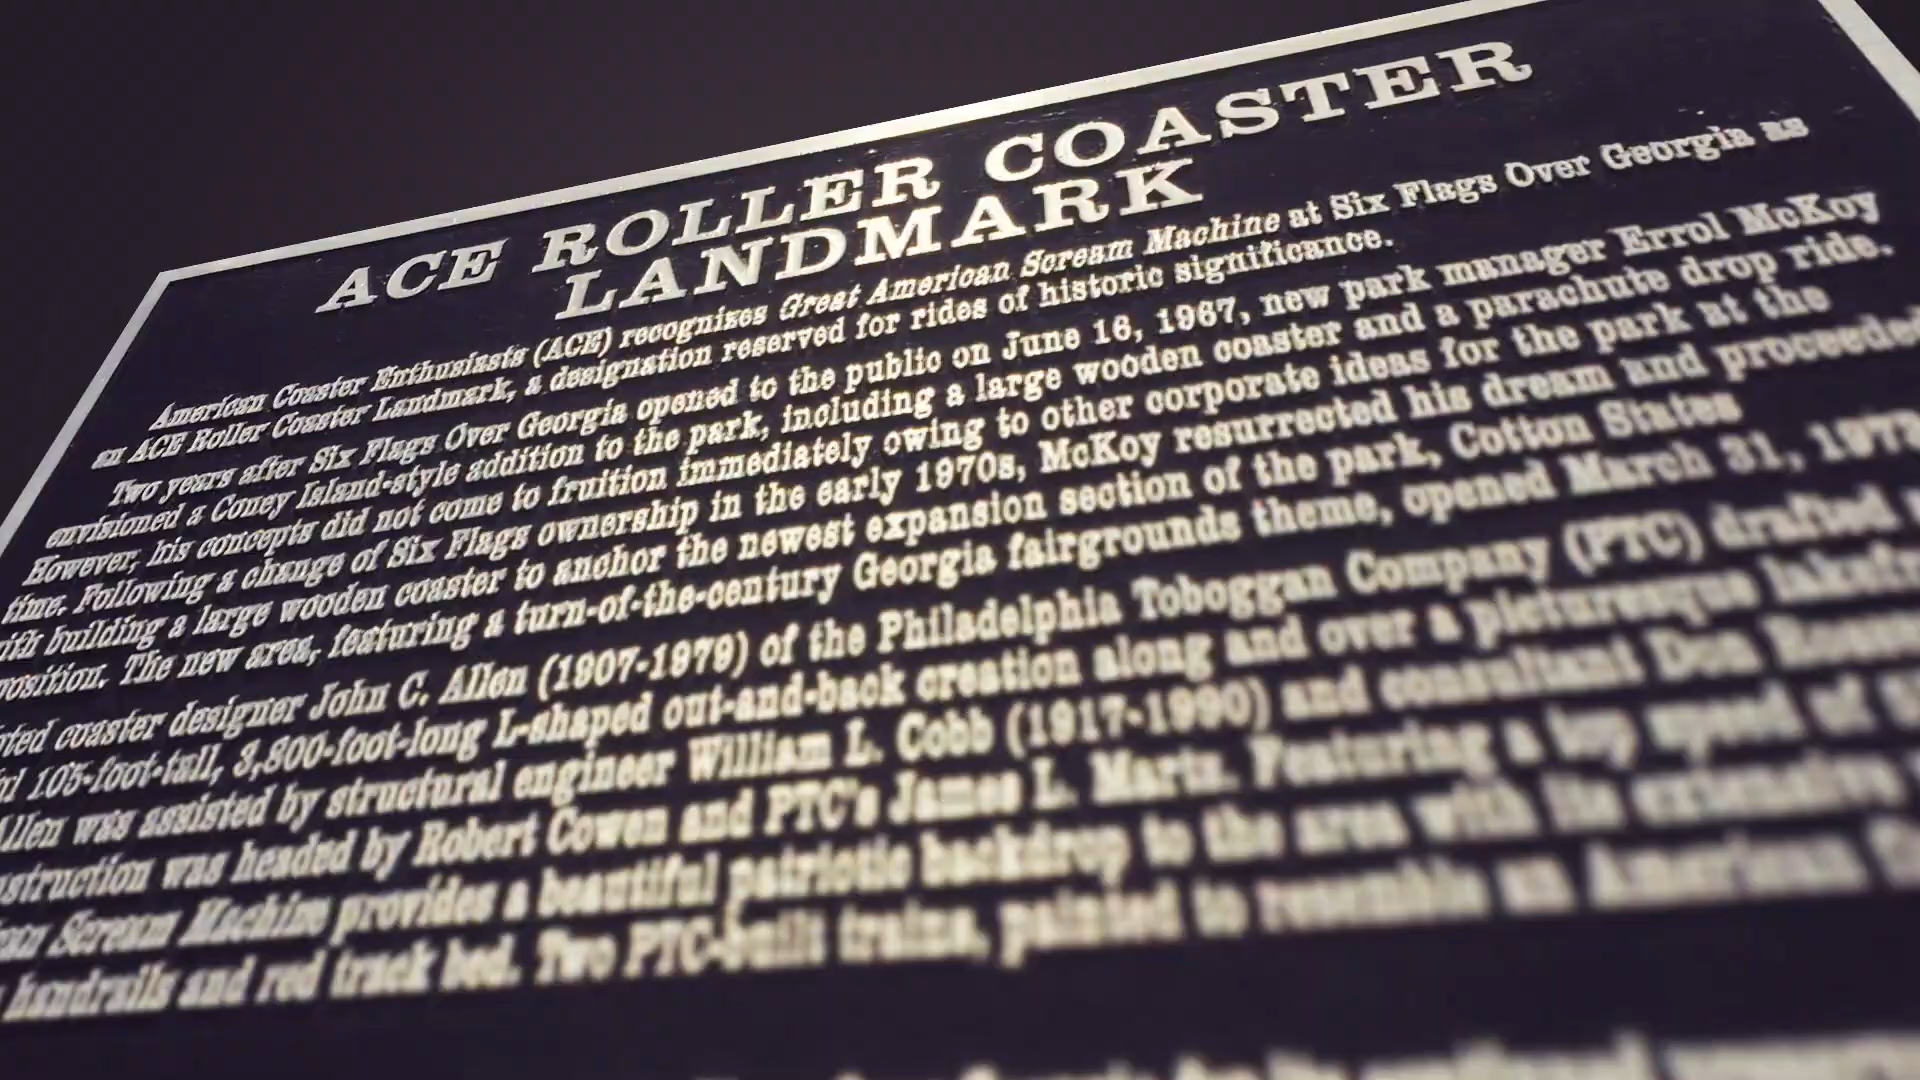 ACE ROLLER COASTER
LANDMARK
American Coaster Enthusiasts (ACE) recognizes Great American Scream Machine at Six Flags Over Georgia as
an ACE Roller Coaster Landmark, a designation reserved for rides of historic significance.
Two years after Six Flags Over Georgia opened to the public on June 16, 1967, new park manager Errol McKoy
envisioned a Coney Island-style addition to the park, including a large wooden coaster and a parachute drop ride.
However, his concepts did not come to fruition immediately owing to other corporate ideas for the park at the
time. Following a change of Six Flags ownership in the early 1970s, McKoy resurrected his dream and proceeded
building a large wooden coaster to anchor the newest expansion section of the park, Cotton States
The new area, featuring a turn-of-the-century Georgia fairgrounds theme, opened March 31, 1973
coaster designer John C. Allen (1907-1979) of the Philadelphia Toboggan Company (PTC) drafted
105-foot-tall, 3,800-foot-long L-shaped out-and-back creation along and over a picturesque
Allen was assisted by structural engineer William L. Cobb (1917-1990) and consultant Don
was headed by Robert Cowen and PTC's James L. Martz. Featuring a top speed of
Scream Machine provides a beautiful patriotic backdrop to the area with its extensive
handrails and red track bed. Two PTC-built trains, painted to resemble an American